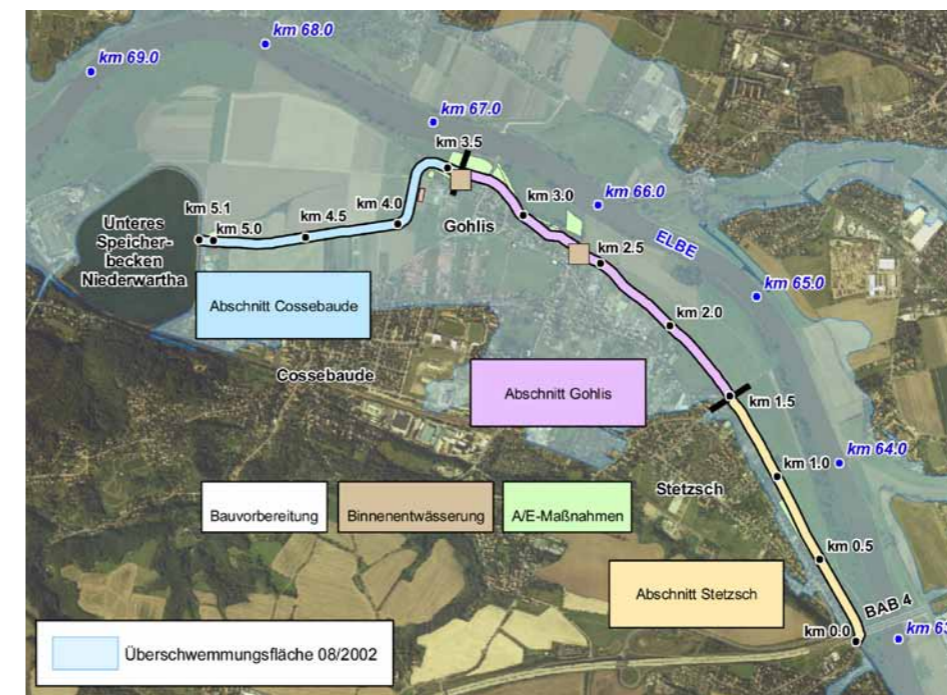 km 68.0
km 69.0
km 67.0
km 3.5
km 66.0
km 3.0
km 4.0
km 4.5
km 5.1
km 5.0
Unteres
Speicher-
becken
Niederwartha
Gohlis
ELBE
km 2.5
km 65.0
Abschnitt Cossebaude
km 2.0
Cossebaude
Abschnitt Gohlis
km 1.5
km 64.0
km 1.0
Stetzsch
Bauvorbereitung
Binnenentwässerung
A/E-Maßnahmen
km 0.5
Abschnitt Stetzsch
BAB 4
km 0.0
km 63
Überschwemmungsfläche 08/2002